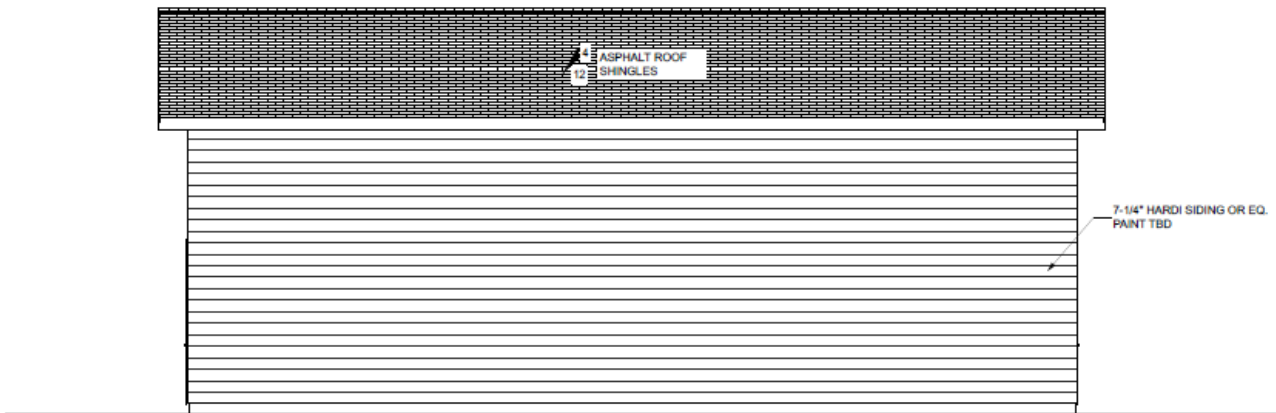 4
12
ASPHALT ROOF
SHINGLES
7-1/4" HARDI SIDING OR EQ.
PAINT TBD